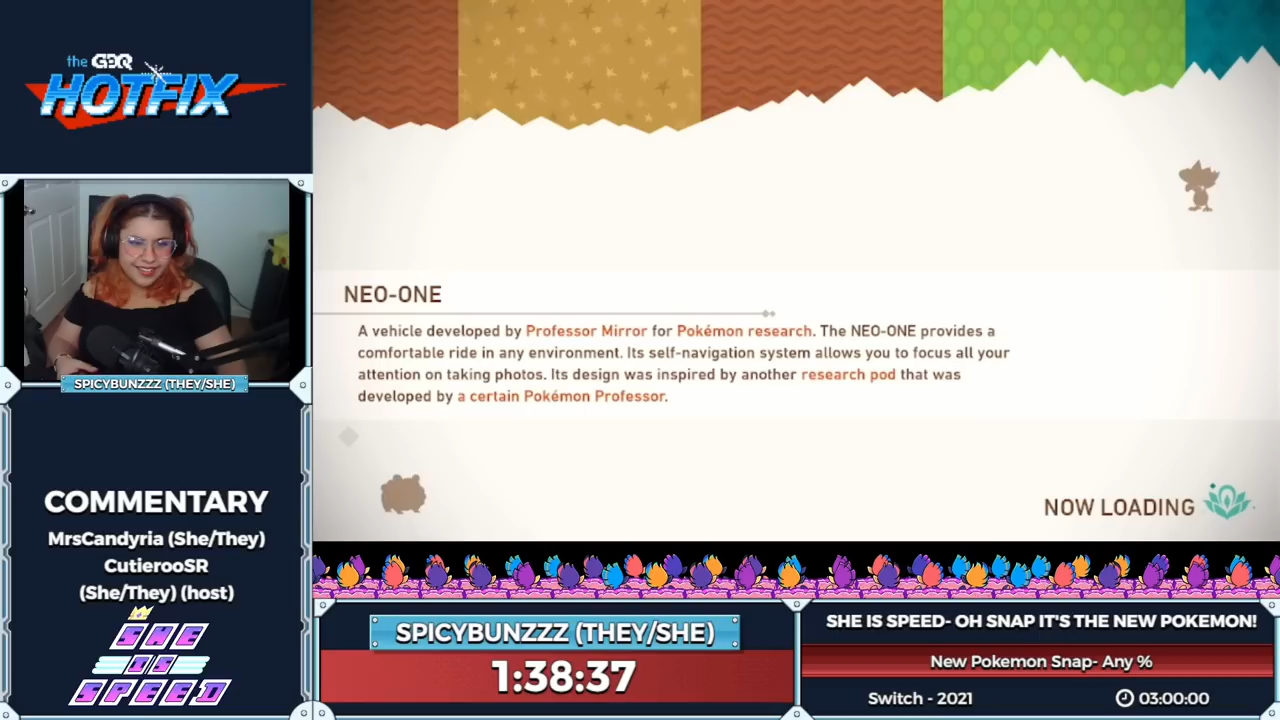 the GDQ
HOTFIX
SPICYBUNZZZ (THEY/SHE)
COMMENTARY
MrsCandyria (She/They)
CutierooSR
(She/They) (host)
SHE
IS
SPEED
NEO-ONE
A vehicle developed by Professor Mirror for Pokémon research. The NEO-ONE provides a
comfortable ride in any environment. Its self-navigation system allows you to focus all your
attention on taking photos. Its design was inspired by another research pod that was
developed by a certain Pokémon Professor.
NOW LOADING
SPICYBUNZZZ (THEY/SHE)
1:38:37
SHE IS SPEED- OH SNAP IT'S THE NEW POKEMON!
New Pokemon Snap- Any %
Switch - 2021
03:00:00